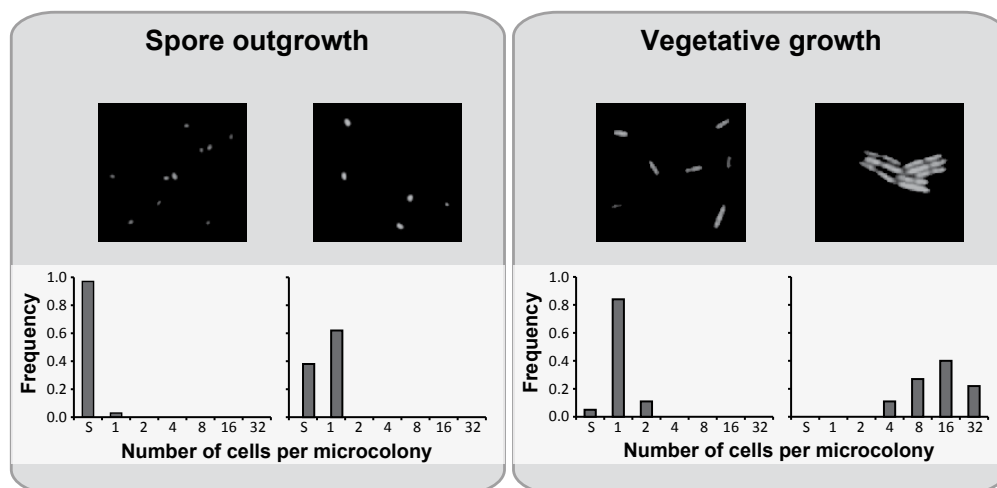 Spore outgrowth
Vegetative growth
Frequency
1.0
0.8
0.6
0.4
0.2
0.0
S 1 2 4 8 16 32
S 1 2 4 8 16 32
Number of cells per microcolony
Frequency
1.0
0.8
0.6
0.4
0.2
0.0
S 1 2 4 8 16 32
S 1 2 4 8 16 32
Number of cells per microcolony